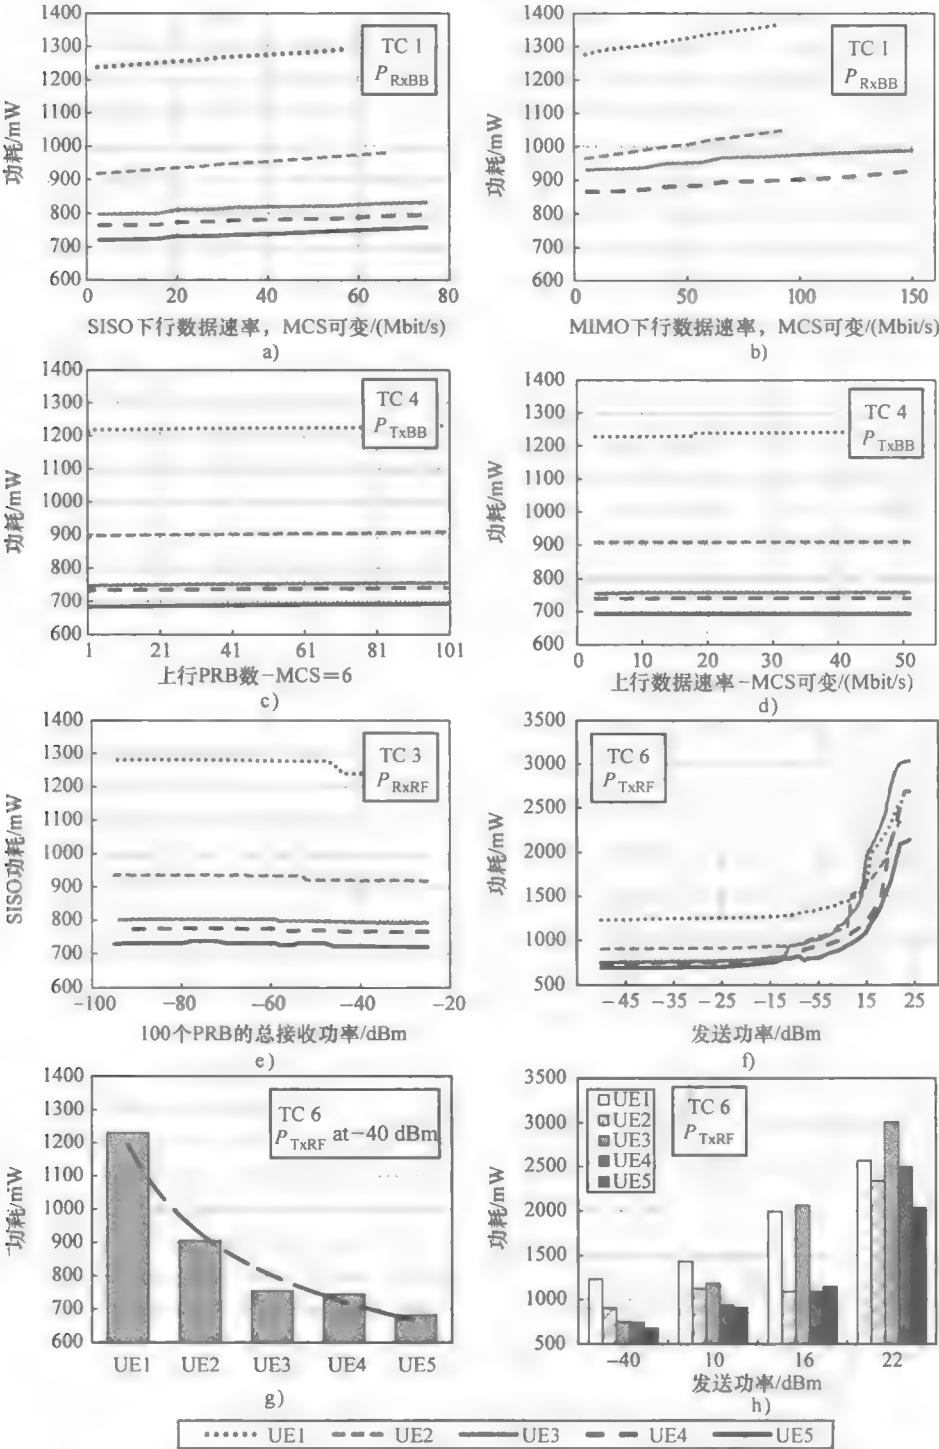 功耗/mW
1400
1300
1200
1100
1000
900
800
700
600
0 20 40 60 80
TC 1
PRxBB
SISO下行数据速率，MCS可变/(Mbit/s)
a)
功耗/mW
1400
1300
1200
1100
1000
900
800
700
600
0 50 100 150
TC 1
PRxBB
MIMO下行数据速率，MCS可变/(Mbit/s)
b)
功耗/mW
1400
1300
1200
1100
1000
900
800
700
600
1 21 41 61 81 101
TC 4
PTxBB
上行PRB数-MCS=6
c)
功耗/mW
1400
1300
1200
1100
1000
900
800
700
600
0 10 20 30 40 50
TC 4
PTxBB
上行数据速率-MCS可变/(Mbit/s)
d)
SISO功耗/mW
1400
1300
1200
1100
1000
900
800
700
600
-100 -80 -60 -40 -20
TC 3
PRxRF
100个PRB的总接收功率/dBm
e)
功耗/mW
3500
3000
2500
2000
1500
1000
500
-45 -35 -25 -15 -55 15 25
TC 6
PTxRF
发送功率/dBm
f)
功耗/mW
1400
1300
1200
1100
1000
900
800
700
600
UE1 UE2 UE3 UE4 UE5
TC 6
PTxRF at-40 dBm
g)
功耗/mW
3500
3000
2500
2000
1500
1000
500
-40 10 16 22
UE1
UE2
UE3
UE4
UE5
TC 6
PTxRF
发送功率/dBm
h)
UE1 UE2 UE3 UE4 UE5